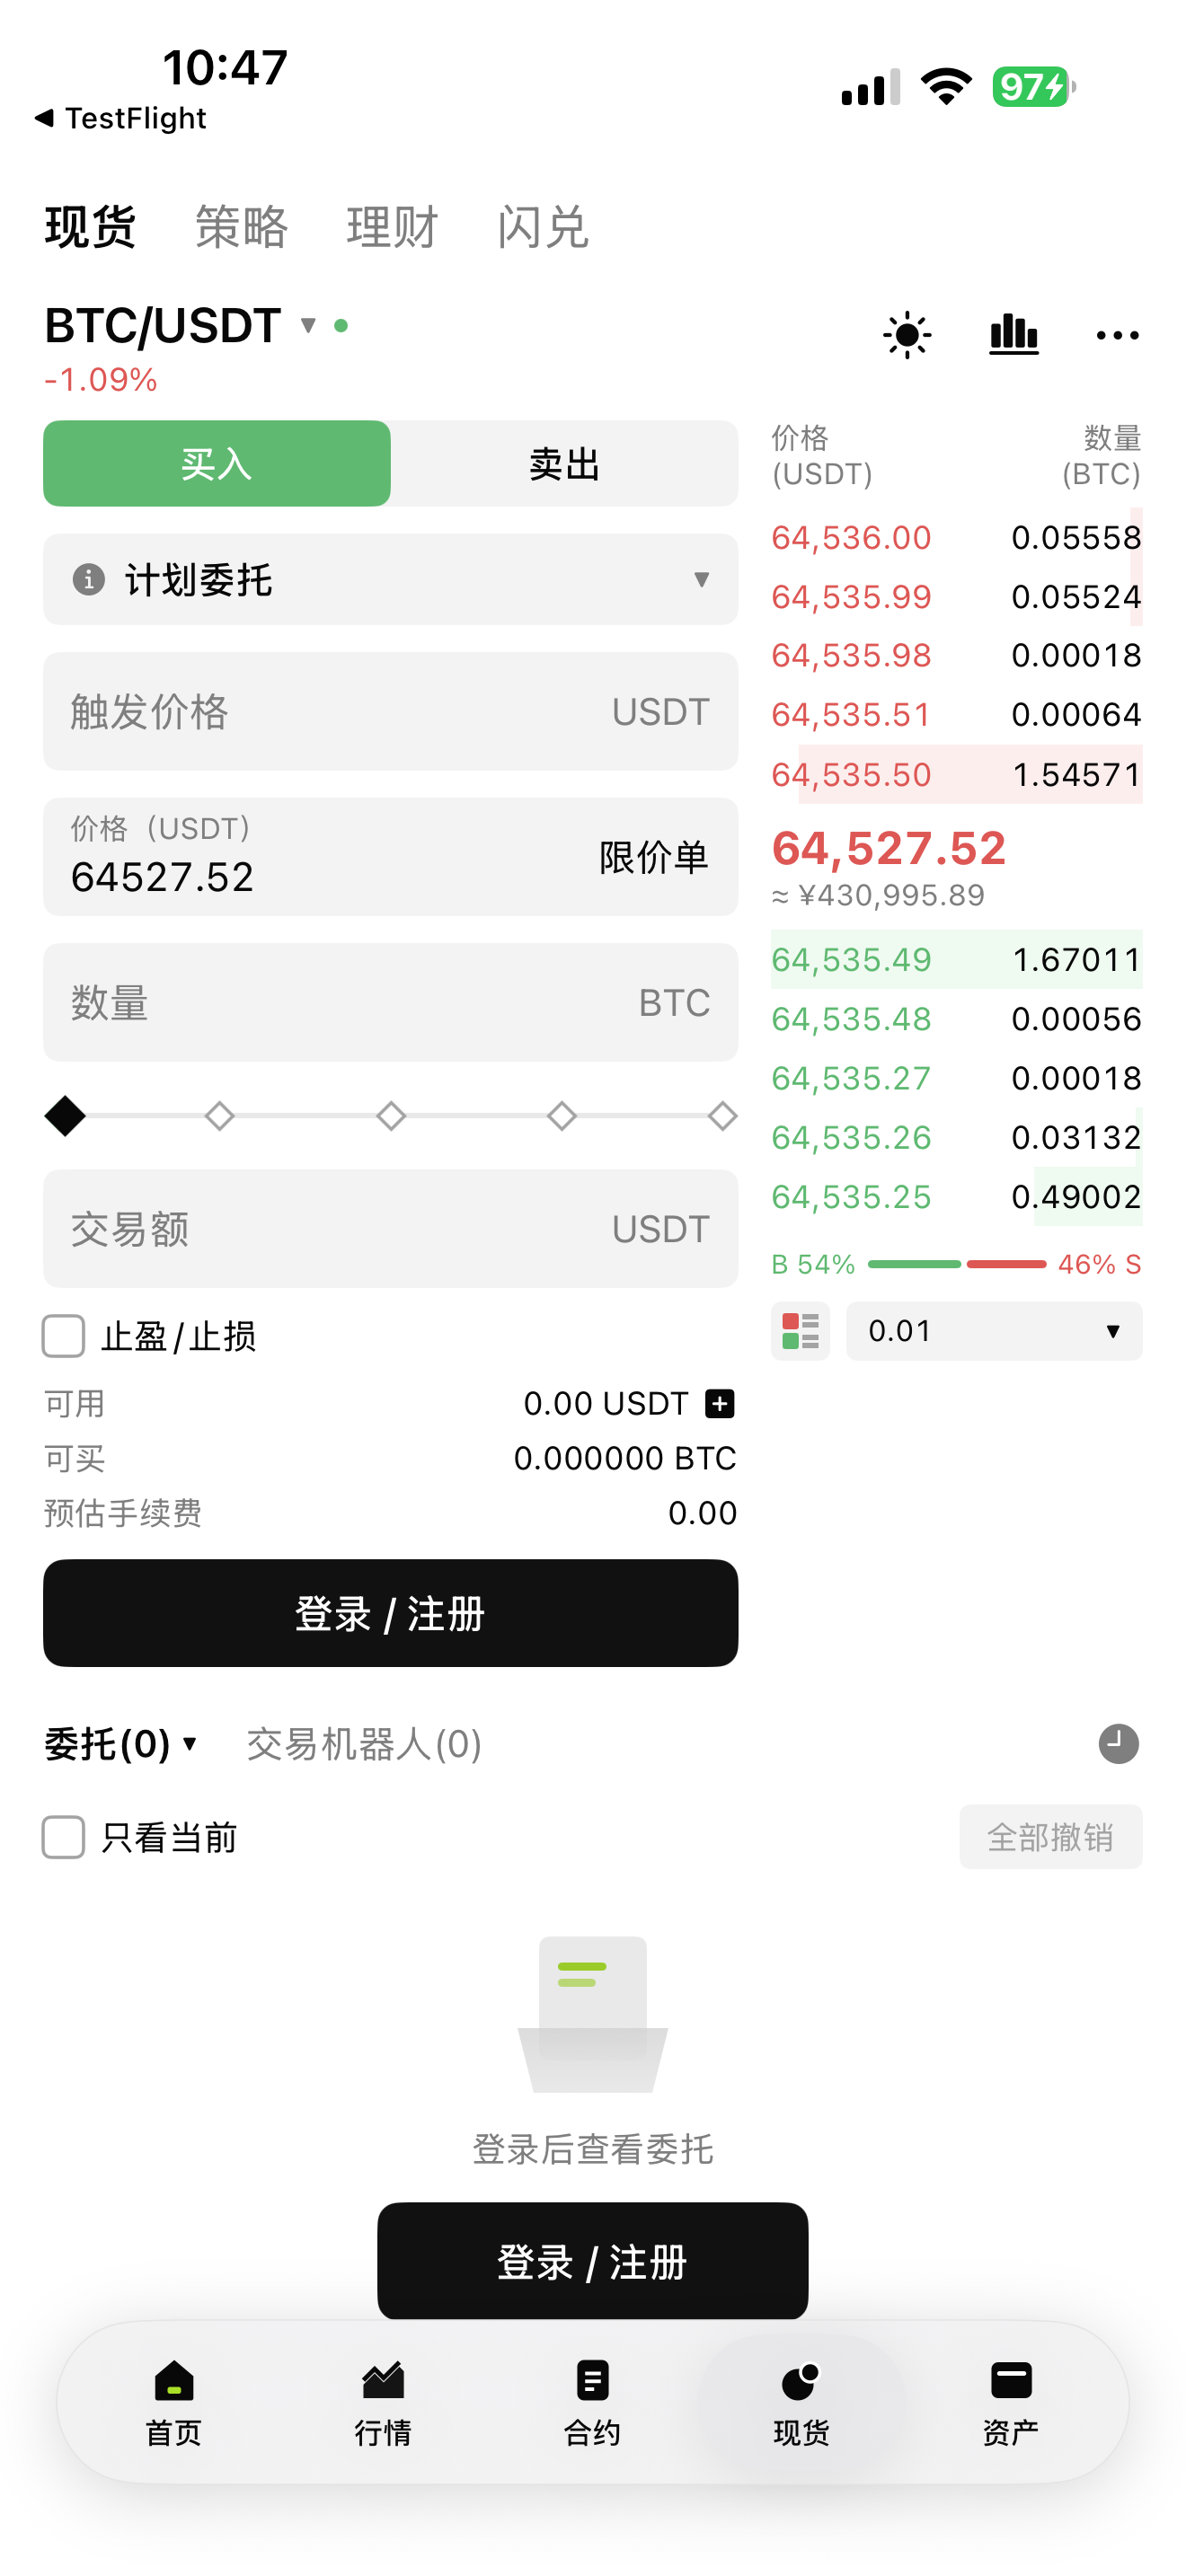 10:47
97
◀ TestFlight
现货 策略 理财 闪兑
BTC/USDT
-1.09%
买入 卖出
计划委托
触发价格 USDT
价格（USDT）
64527.52
限价单
数量 BTC
交易额 USDT
止盈/止损
可用 0.00 USDT
可买 0.000000 BTC
预估手续费 0.00
登录 / 注册
价格 数量
(USDT) (BTC)
64,536.00 0.05558
64,535.99 0.05524
64,535.98 0.00018
64,535.51 0.00064
64,535.50 1.54571
64,527.52
≈ ¥430,995.89
64,535.49 1.67011
64,535.48 0.00056
64,535.27 0.00018
64,535.26 0.03132
64,535.25 0.49002
B 54% 46% S
0.01
委托(0) 交易机器人(0)
只看当前 全部撤销
登录后查看委托
登录 / 注册
首页 行情 合约 现货 资产